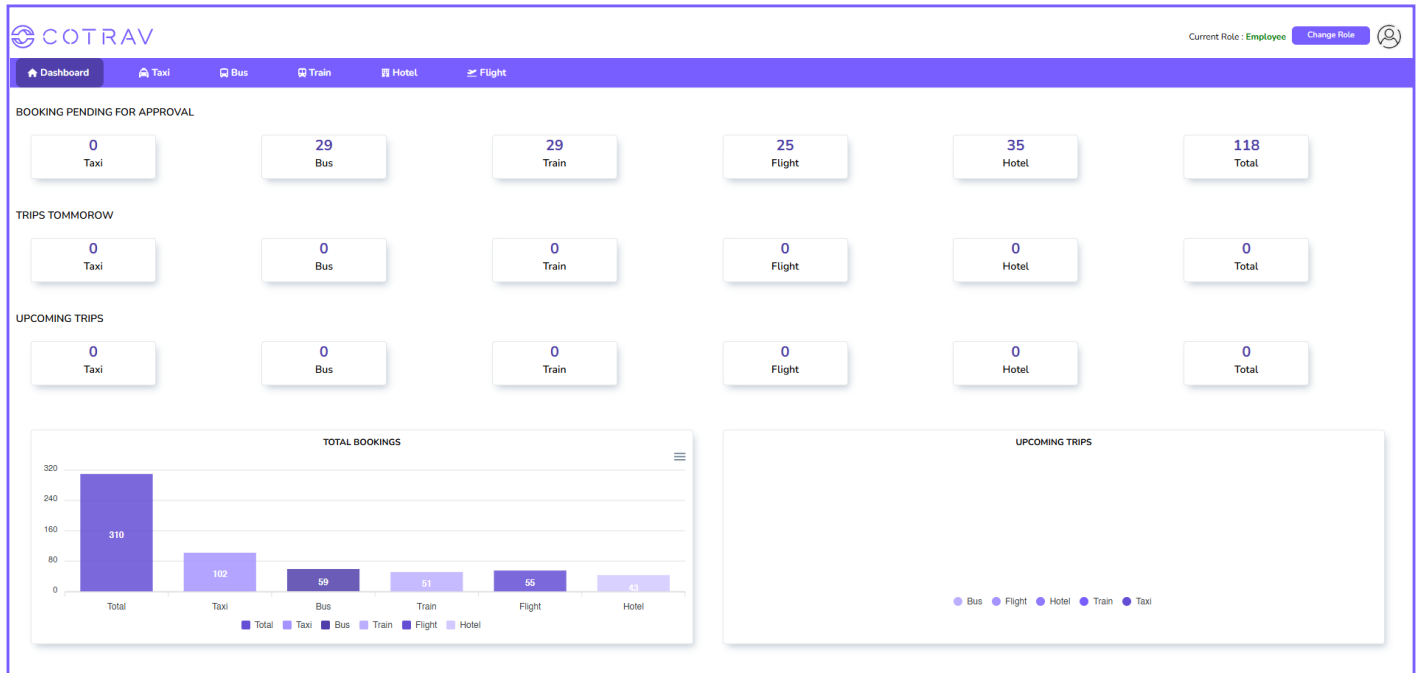 COTRAV
Current Role : Employee Change Role
Dashboard Taxi Bus Train Hotel Flight
BOOKING PENDING FOR APPROVAL
0 29 29 25 35 118
Taxi Bus Train Flight Hotel Total
TRIPS TOMMOROW
0 0 0 0 0 0
Taxi Bus Train Flight Hotel Total
UPCOMING TRIPS
0 0 0 0 0 0
Taxi Bus Train Flight Hotel Total
TOTAL BOOKINGS
320
240
160
80
0
310 102 59 51 55 43
Total Taxi Bus Train Flight Hotel
Total Taxi Bus Train Flight Hotel
UPCOMING TRIPS
Bus Flight Hotel Train Taxi